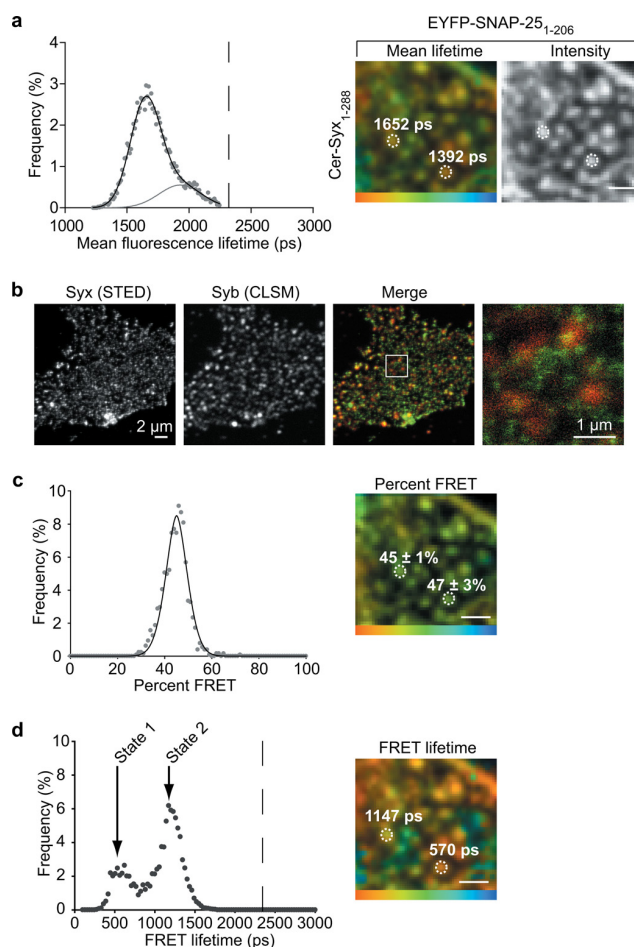 a
Frequency (%)
4
3
2
1
0
1000 1500 2000 2500 3000
Mean fluorescence lifetime (ps)
EYFP-SNAP-25₁₋₂₀₆
Mean lifetime Intensity
Cer-Syx₁₋₂₈₈
1652 ps
1392 ps
b
Syx (STED) Syb (CLSM) Merge
2 µm
1 µm
c
Frequency (%)
10
8
6
4
2
0
0 20 40 60 80 100
Percent FRET
Percent FRET
45 ± 1%
47 ± 3%
d
State 1 State 2
Frequency (%)
10
8
6
4
2
0
0 500 1000 1500 2000 2500 3000
FRET lifetime (ps)
FRET lifetime
1147 ps
570 ps